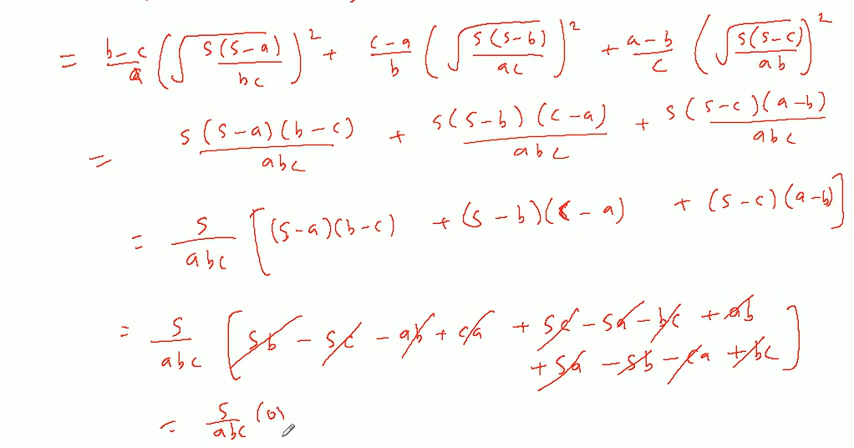 = b-c/a (√s(s-a)/bc)² + c-a/b (√s(s-b)/ac)² + a-b/c (√s(s-c)/ab)²
= s(s-a)(b-c)/abc + s(s-b)(c-a)/abc + s(s-c)(a-b)/abc
= s/abc [(s-a)(b-c) + (s-b)(c-a) + (s-c)(a-b)]
= s/abc [sb - sc - ab + ca + sc - sa - bc + ab
+ sa - sb - ca + bc]
= s/abc (0)